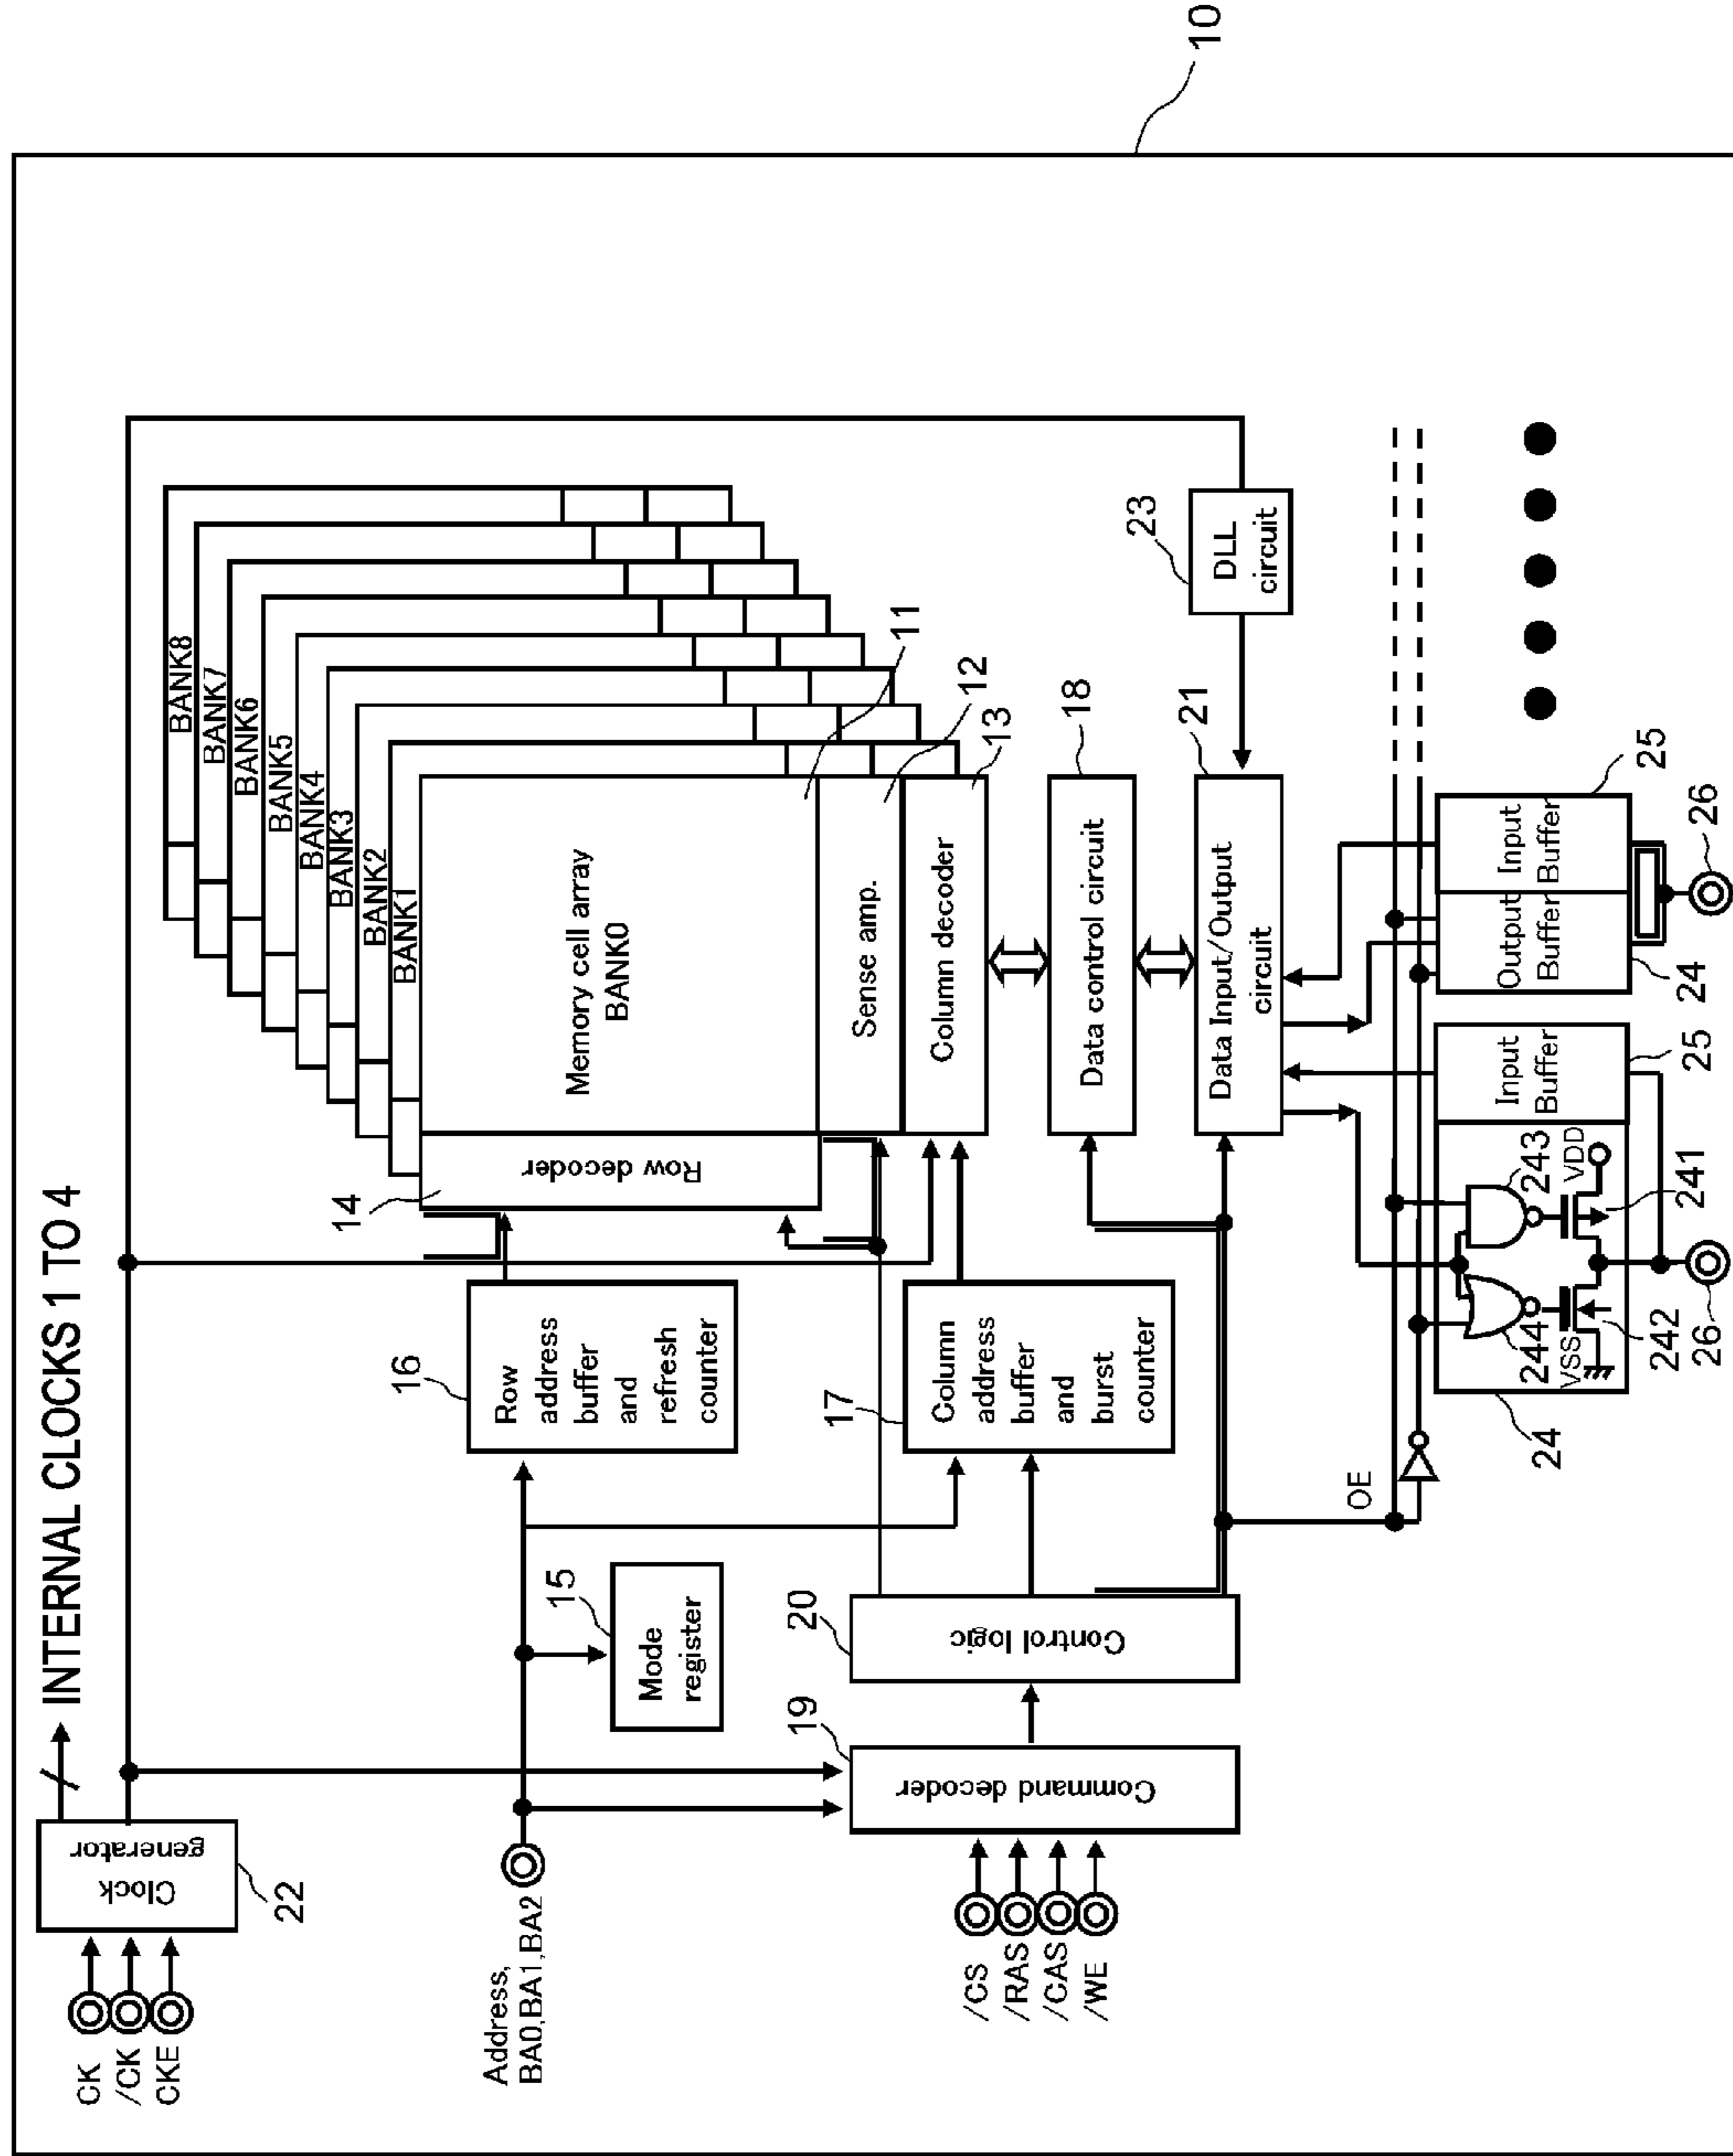 INTERNAL CLOCKS 1 TO 4
CK
/CK
CKE
Clock
generator
22
Address,
BA0,BA1,BA2
/CS
/RAS
/CAS
/WE
19
Command decoder
20
Control logic
15
Mode
register
16
Row
address
buffer
and
refresh
counter
17
Column
address
buffer
and
burst
counter
14
Row decoder
BANK8
BANK7
BANK6
BANK5
BANK4
BANK3
BANK2
BANK1
Memory cell array
BANK0
11
Sense amp.
12
Column decoder
13
Data control circuit
18
Data Input/Output
circuit
21
DLL
circuit
23
OE
24
VSS
244
242
243
VDD
241
26
Input
Buffer
25
Output
Buffer
24
Input
Buffer
25
26
10